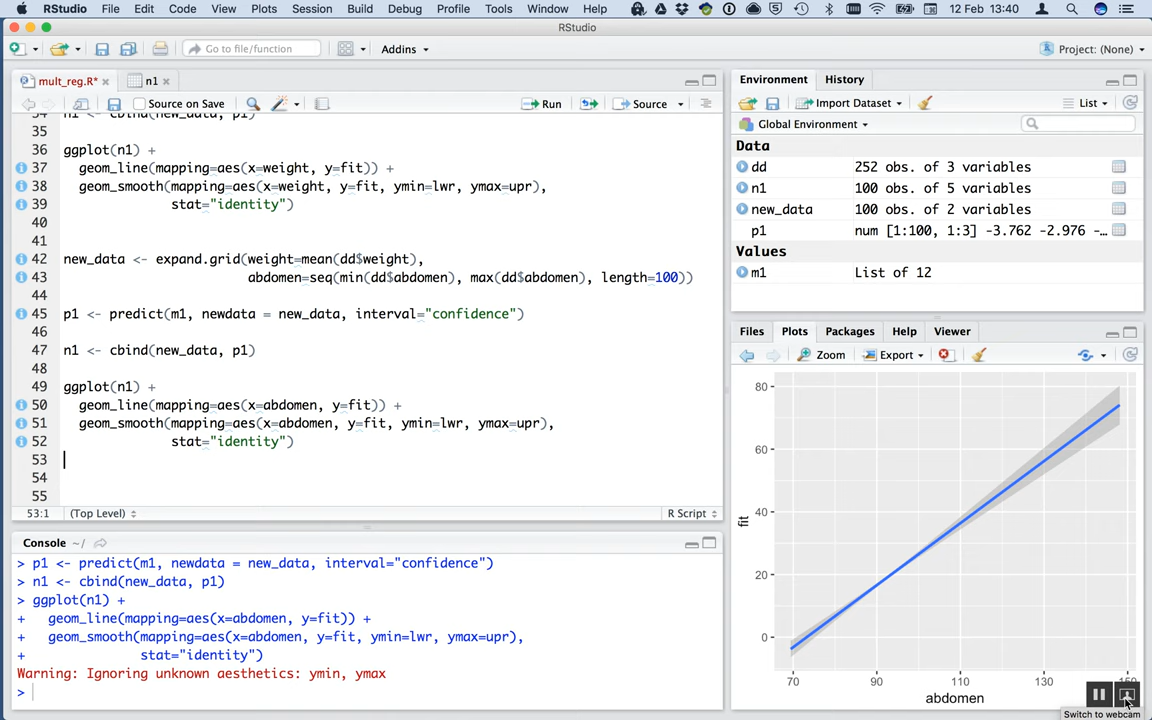 RStudio File Edit Code View Plots Session Build Debug Profile Tools Window Help 12 Feb 13:40
RStudio
Go to file/function Addins Project: (None)
mult_reg.R* n1
Source on Save Run Source
34 n1 <- cbind(new_data, p1)
35
36 ggplot(n1) +
37 geom_line(mapping=aes(x=weight, y=fit)) +
38 geom_smooth(mapping=aes(x=weight, y=fit, ymin=lwr, ymax=upr),
39 stat="identity")
40
41
42 new_data <- expand.grid(weight=mean(dd$weight),
43 abdomen=seq(min(dd$abdomen), max(dd$abdomen), length=100))
44
45 p1 <- predict(m1, newdata = new_data, interval="confidence")
46
47 n1 <- cbind(new_data, p1)
48
49 ggplot(n1) +
50 geom_line(mapping=aes(x=abdomen, y=fit)) +
51 geom_smooth(mapping=aes(x=abdomen, y=fit, ymin=lwr, ymax=upr),
52 stat="identity")
53
54
55
53:1 (Top Level) R Script
Console ~/
> p1 <- predict(m1, newdata = new_data, interval="confidence")
> n1 <- cbind(new_data, p1)
> ggplot(n1) +
+ geom_line(mapping=aes(x=abdomen, y=fit)) +
+ geom_smooth(mapping=aes(x=abdomen, y=fit, ymin=lwr, ymax=upr),
+ stat="identity")
Warning: Ignoring unknown aesthetics: ymin, ymax
>
Environment History
Import Dataset List
Global Environment
Data
dd 252 obs. of 3 variables
n1 100 obs. of 5 variables
new_data 100 obs. of 2 variables
p1 num [1:100, 1:3] -3.762 -2.976 -…
Values
m1 List of 12
Files Plots Packages Help Viewer
Zoom Export
80
60
40
20
0
fit
70 90 110 130 150
abdomen
Switch to webcam